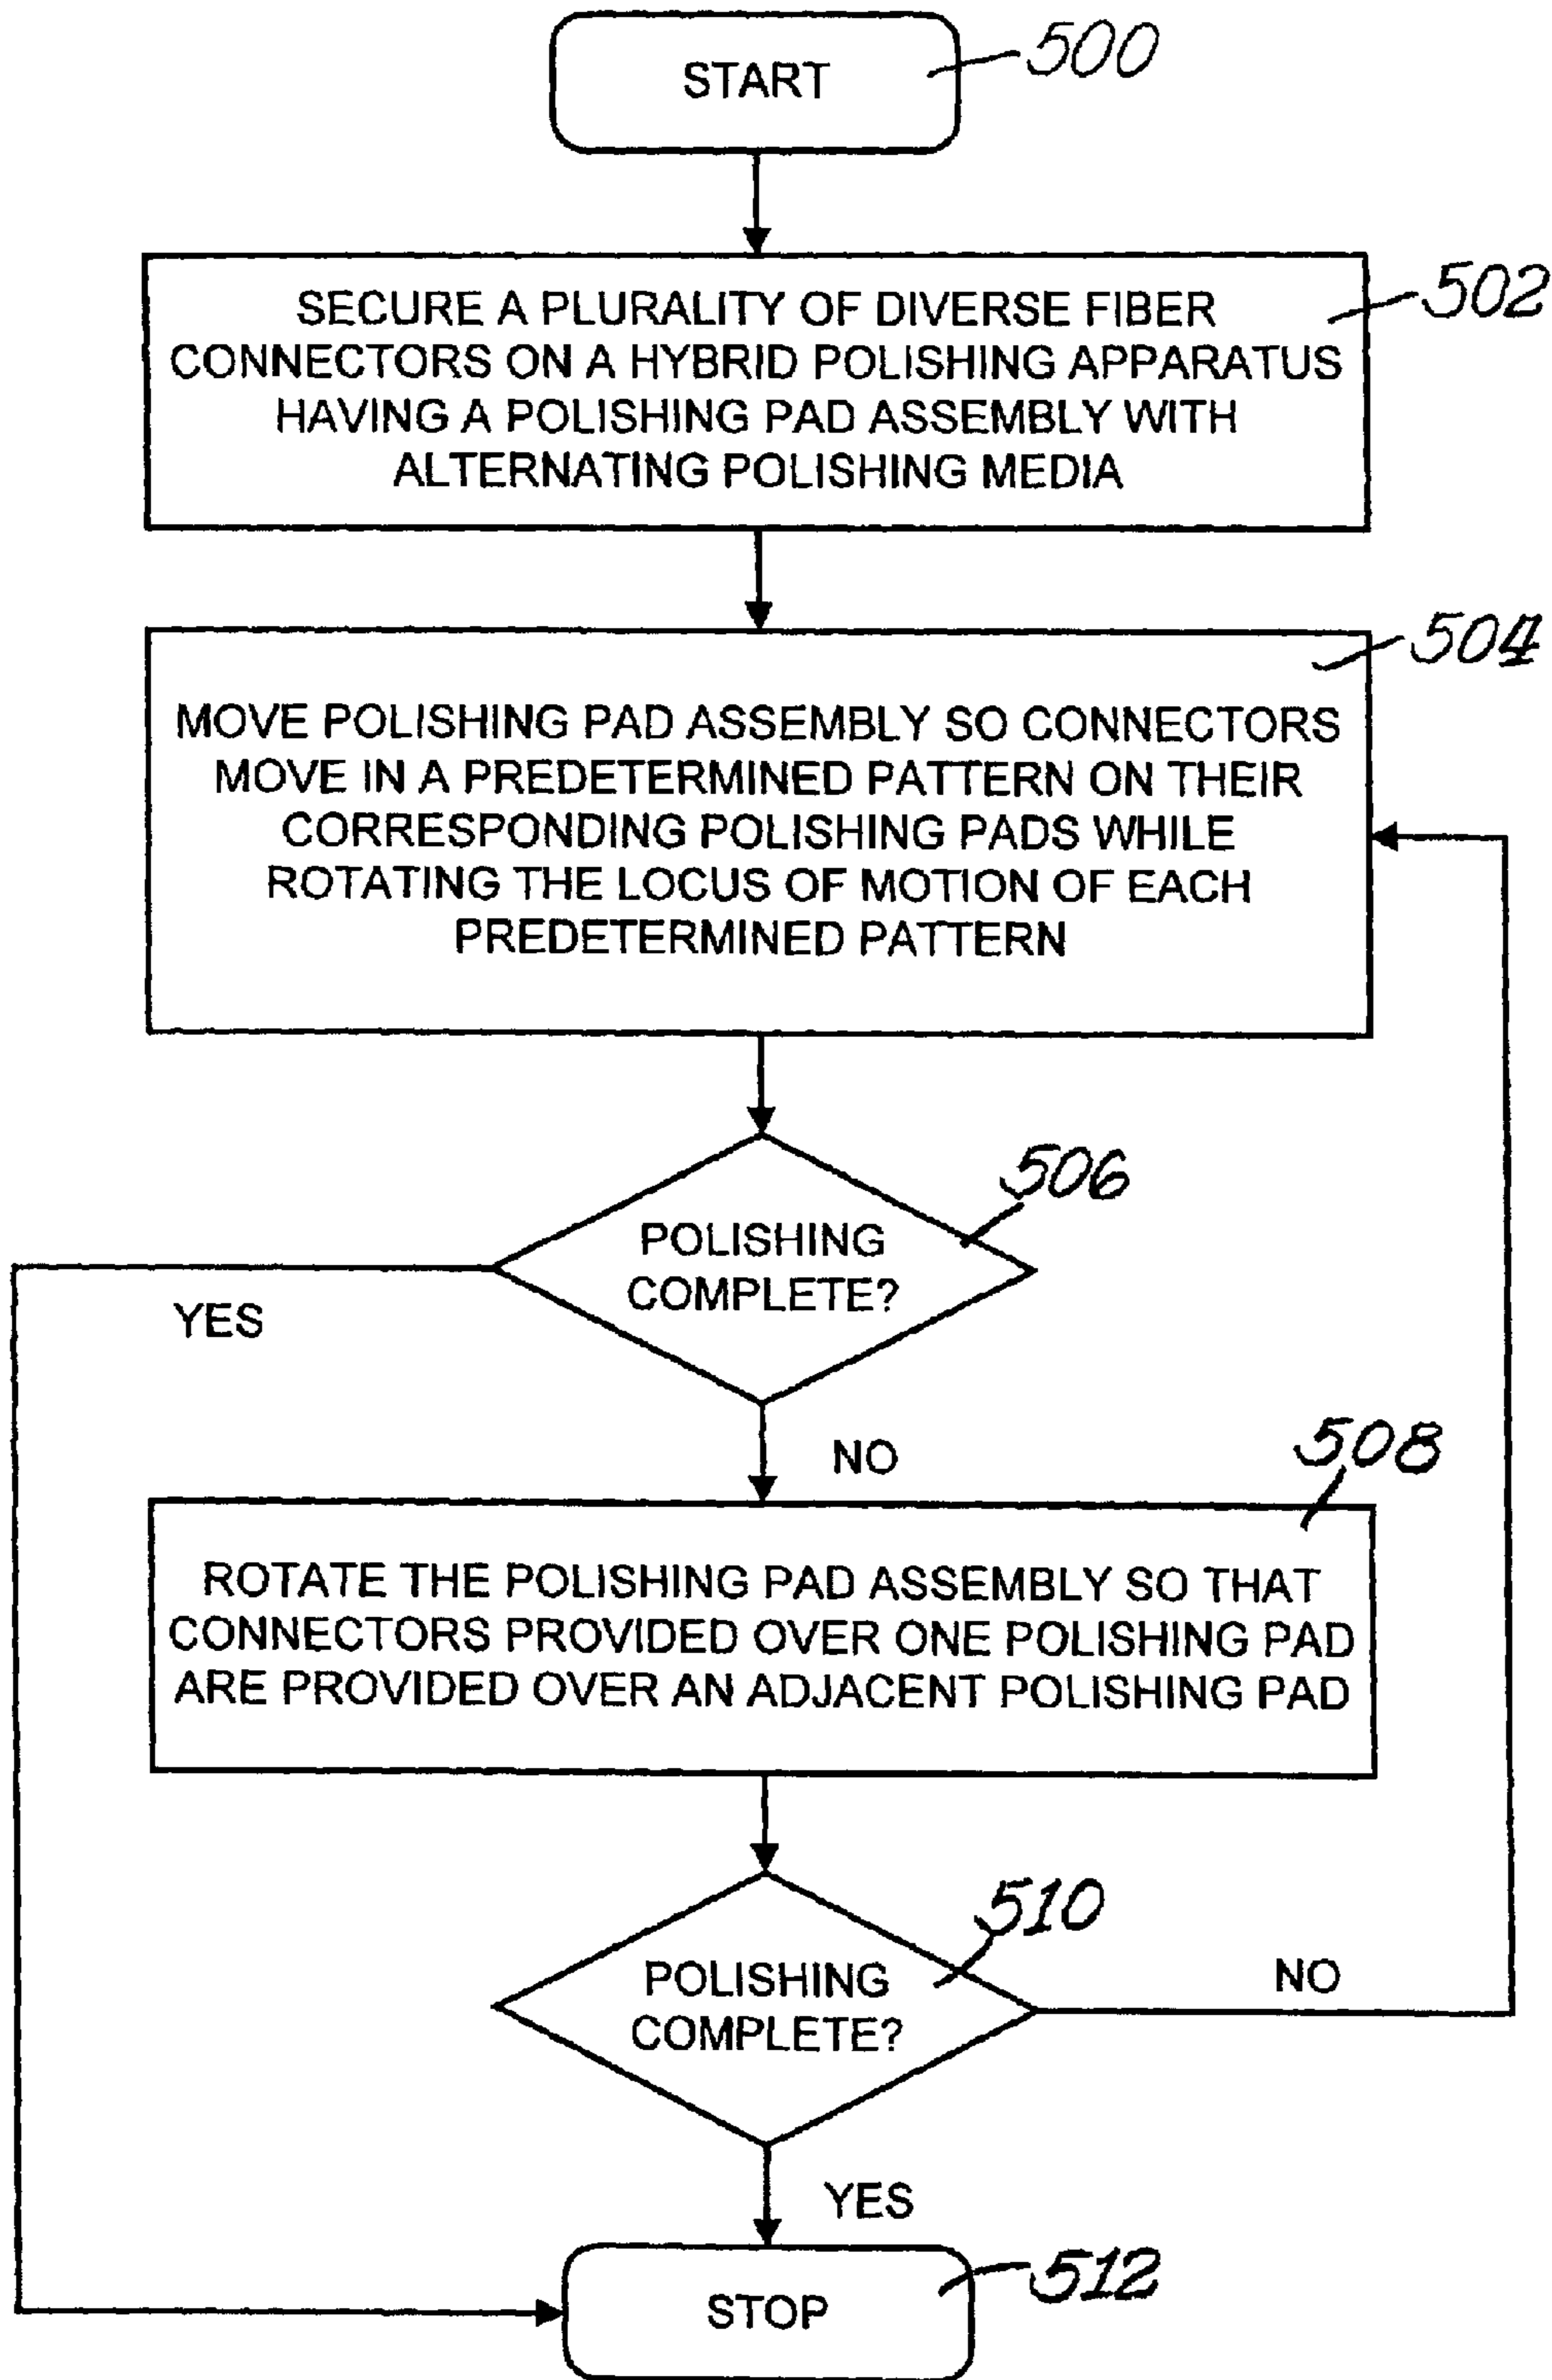 START
500
SECURE A PLURALITY OF DIVERSE FIBER
CONNECTORS ON A HYBRID POLISHING APPARATUS
HAVING A POLISHING PAD ASSEMBLY WITH
ALTERNATING POLISHING MEDIA
502
MOVE POLISHING PAD ASSEMBLY SO CONNECTORS
MOVE IN A PREDETERMINED PATTERN ON THEIR
CORRESPONDING POLISHING PADS WHILE
ROTATING THE LOCUS OF MOTION OF EACH
PREDETERMINED PATTERN
504
POLISHING
COMPLETE?
506
YES
NO
508
ROTATE THE POLISHING PAD ASSEMBLY SO THAT
CONNECTORS PROVIDED OVER ONE POLISHING PAD
ARE PROVIDED OVER AN ADJACENT POLISHING PAD
POLISHING
COMPLETE?
510
NO
YES
STOP
512